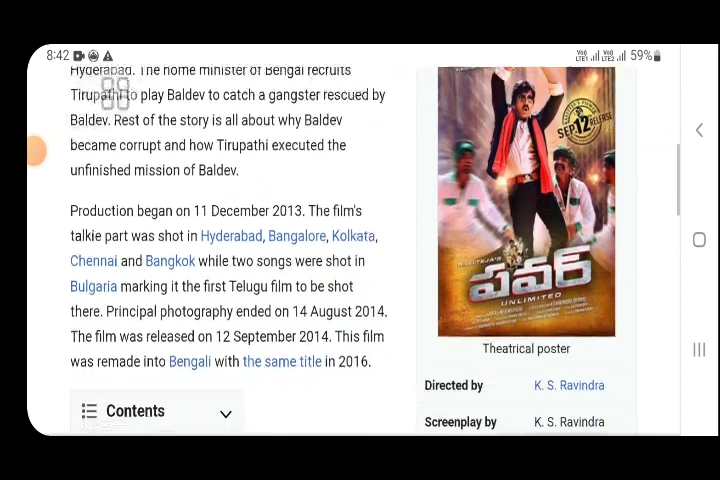 8:42
Vo) LTE1 Vo) LTE2 59%
Hyderabad. The home minister of Bengal recruits
Tirupathi to play Baldev to catch a gangster rescued by
Baldev. Rest of the story is all about why Baldev
became corrupt and how Tirupathi executed the
unfinished mission of Baldev.
Production began on 11 December 2013. The film's
talkie part was shot in Hyderabad, Bangalore, Kolkata,
Chennai and Bangkok while two songs were shot in
Bulgaria marking it the first Telugu film to be shot
there. Principal photography ended on 14 August 2014.
The film was released on 12 September 2014. This film
was remade into Bengali with the same title in 2016.
Contents
SEP 12 RELEASE
RAVI TEJA'S
పవర్
UNLIMITED
Theatrical poster
Directed by K. S. Ravindra
Screenplay by K. S. Ravindra